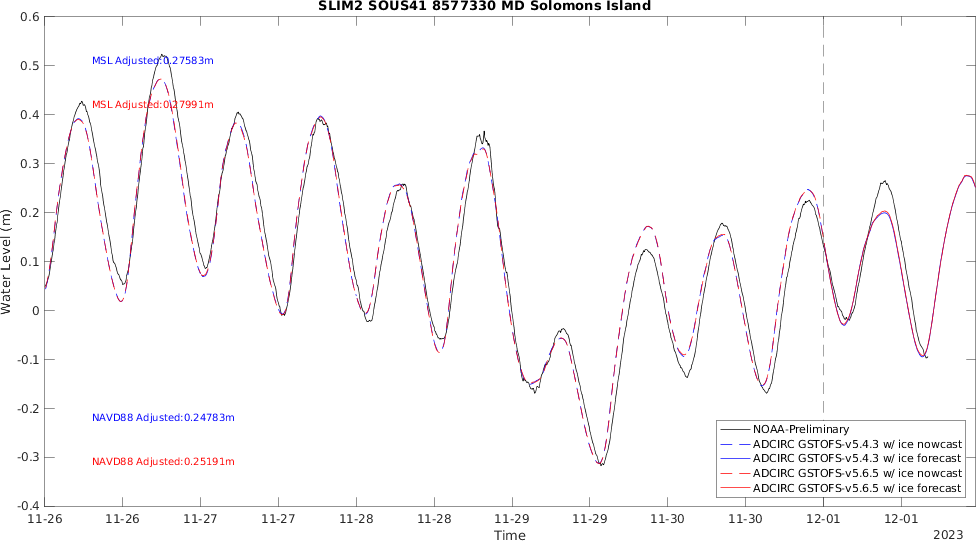 SLIM2 SOUS41 8577330 MD Solomons Island
0.6
0.5
0.4
0.3
0.2
0.1
0
-0.1
-0.2
-0.3
-0.4
Water Level (m)
MSL Adjusted:0.27583m
MSL Adjusted:0.27991m
NAVD88 Adjusted:0.24783m
NAVD88 Adjusted:0.25191m
NOAA-Preliminary
ADCIRC GSTOFS-v5.4.3 w/ ice nowcast
ADCIRC GSTOFS-v5.4.3 w/ ice forecast
ADCIRC GSTOFS-v5.6.5 w/ ice nowcast
ADCIRC GSTOFS-v5.6.5 w/ ice forecast
11-26 11-26 11-27 11-27 11-28 11-28 11-29 11-29 11-30 11-30 12-01 12-01
Time
2023